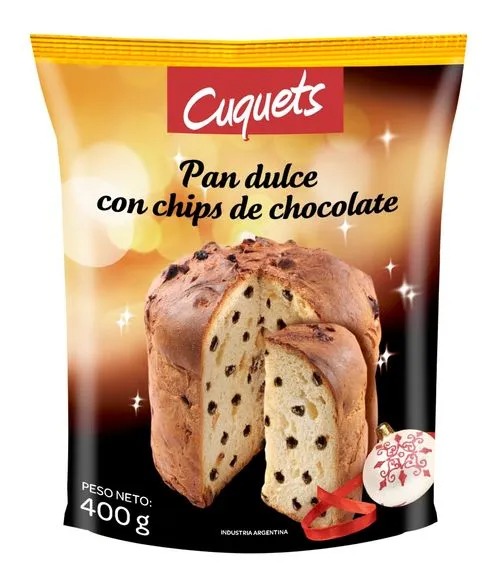 Cuquets
Pan dulce
con chips de chocolate
PESO NETO:
400 g
INDUSTRIA ARGENTINA